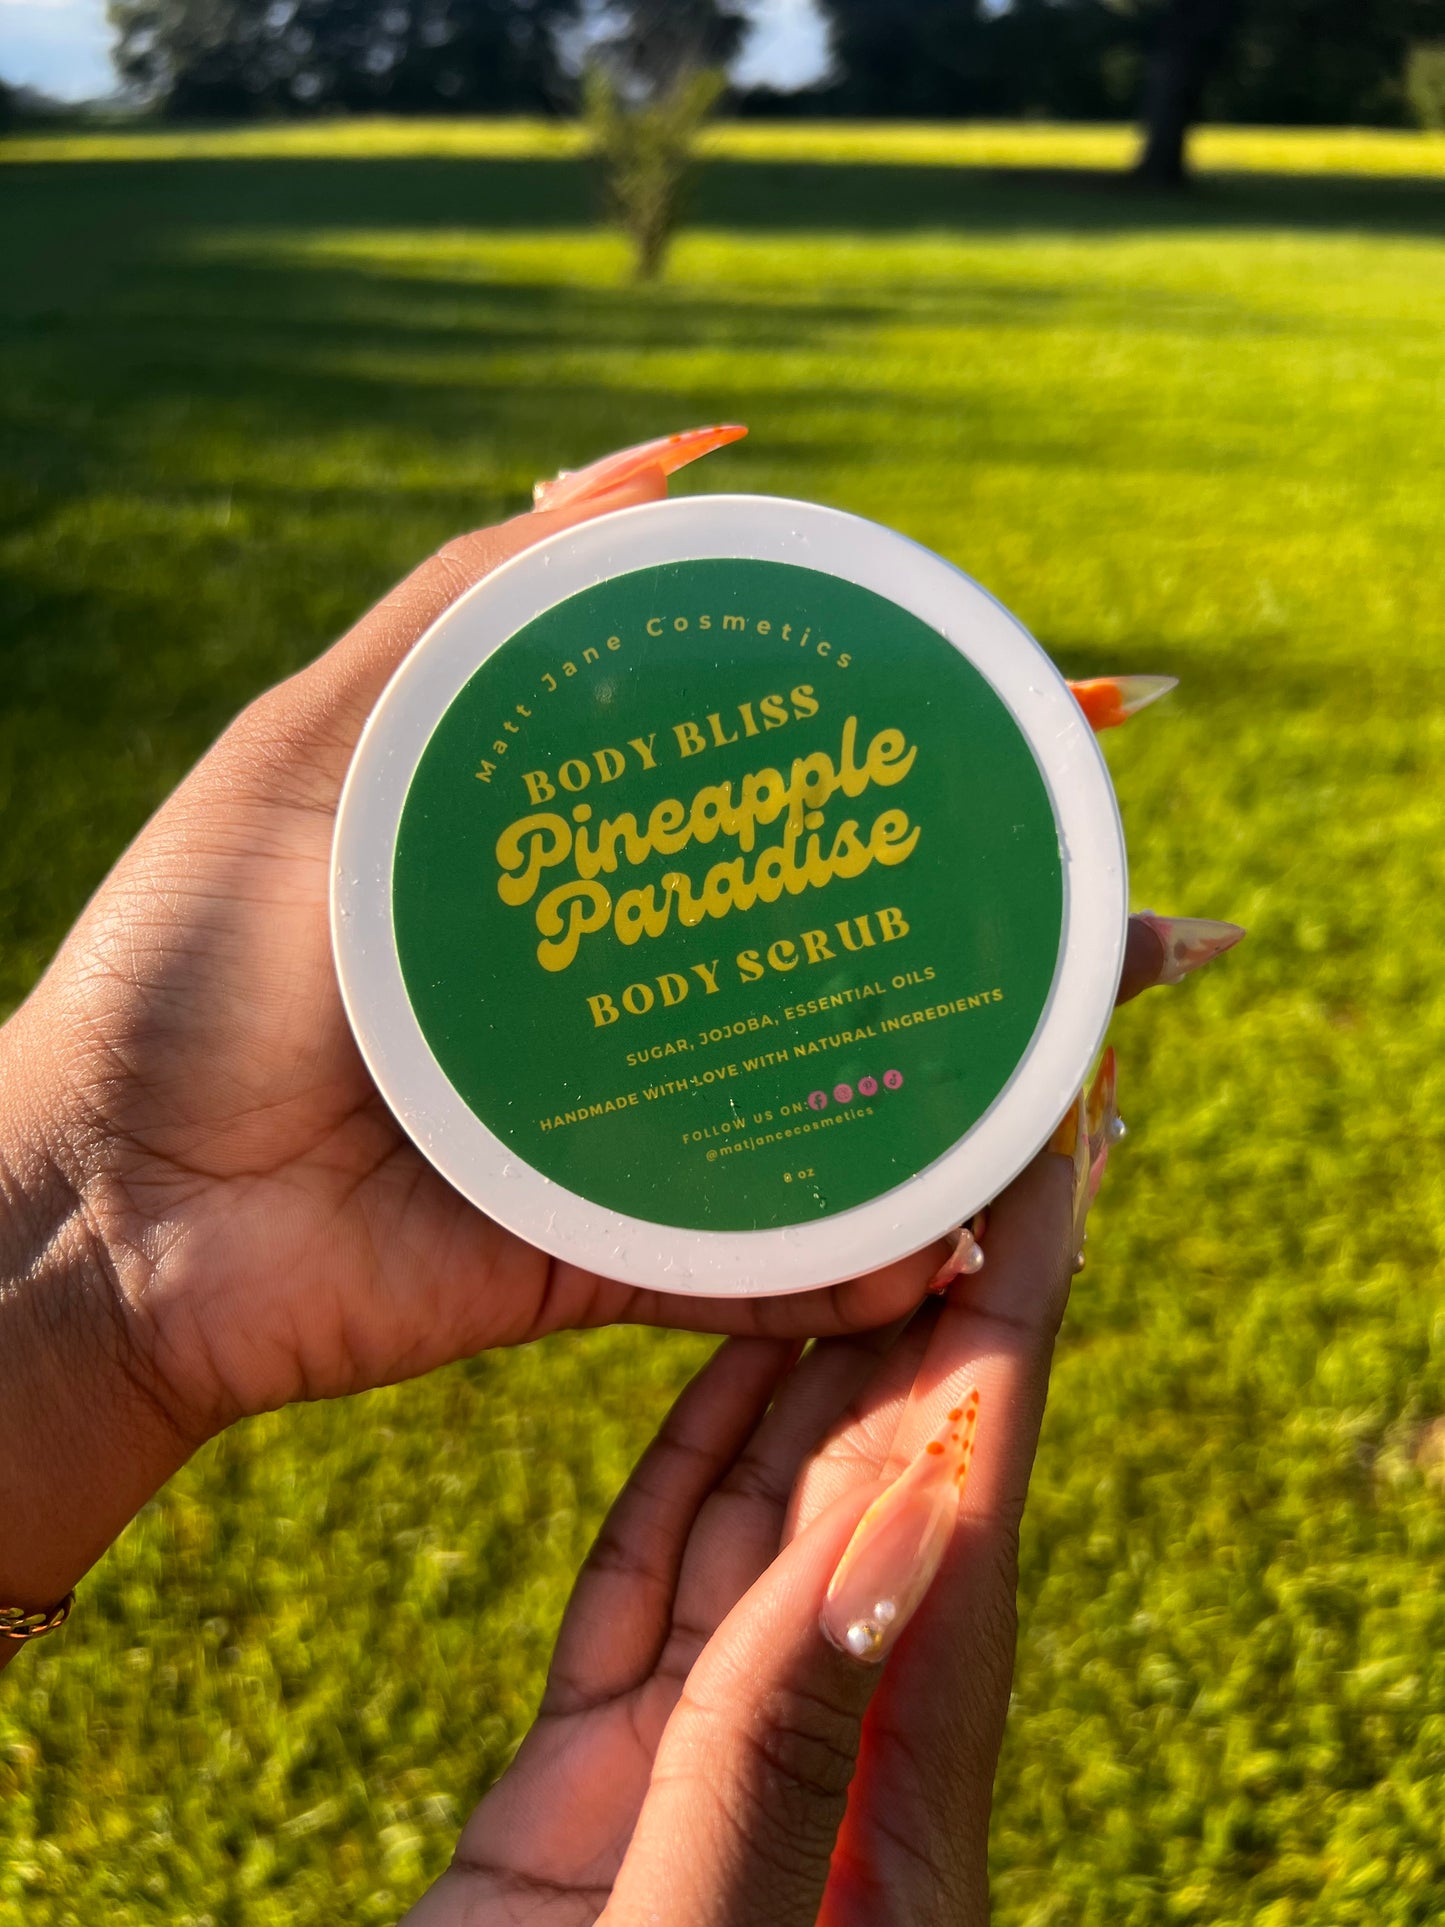 Matt Jane Cosmetics
BODY BLISS
Pineapple
Paradise
BODY SCRUB
SUGAR, JOJOBA, ESSENTIAL OILS
HANDMADE WITH LOVE WITH NATURAL INGREDIENTS
FOLLOW US ON:
@matjancecosmetics
8 oz